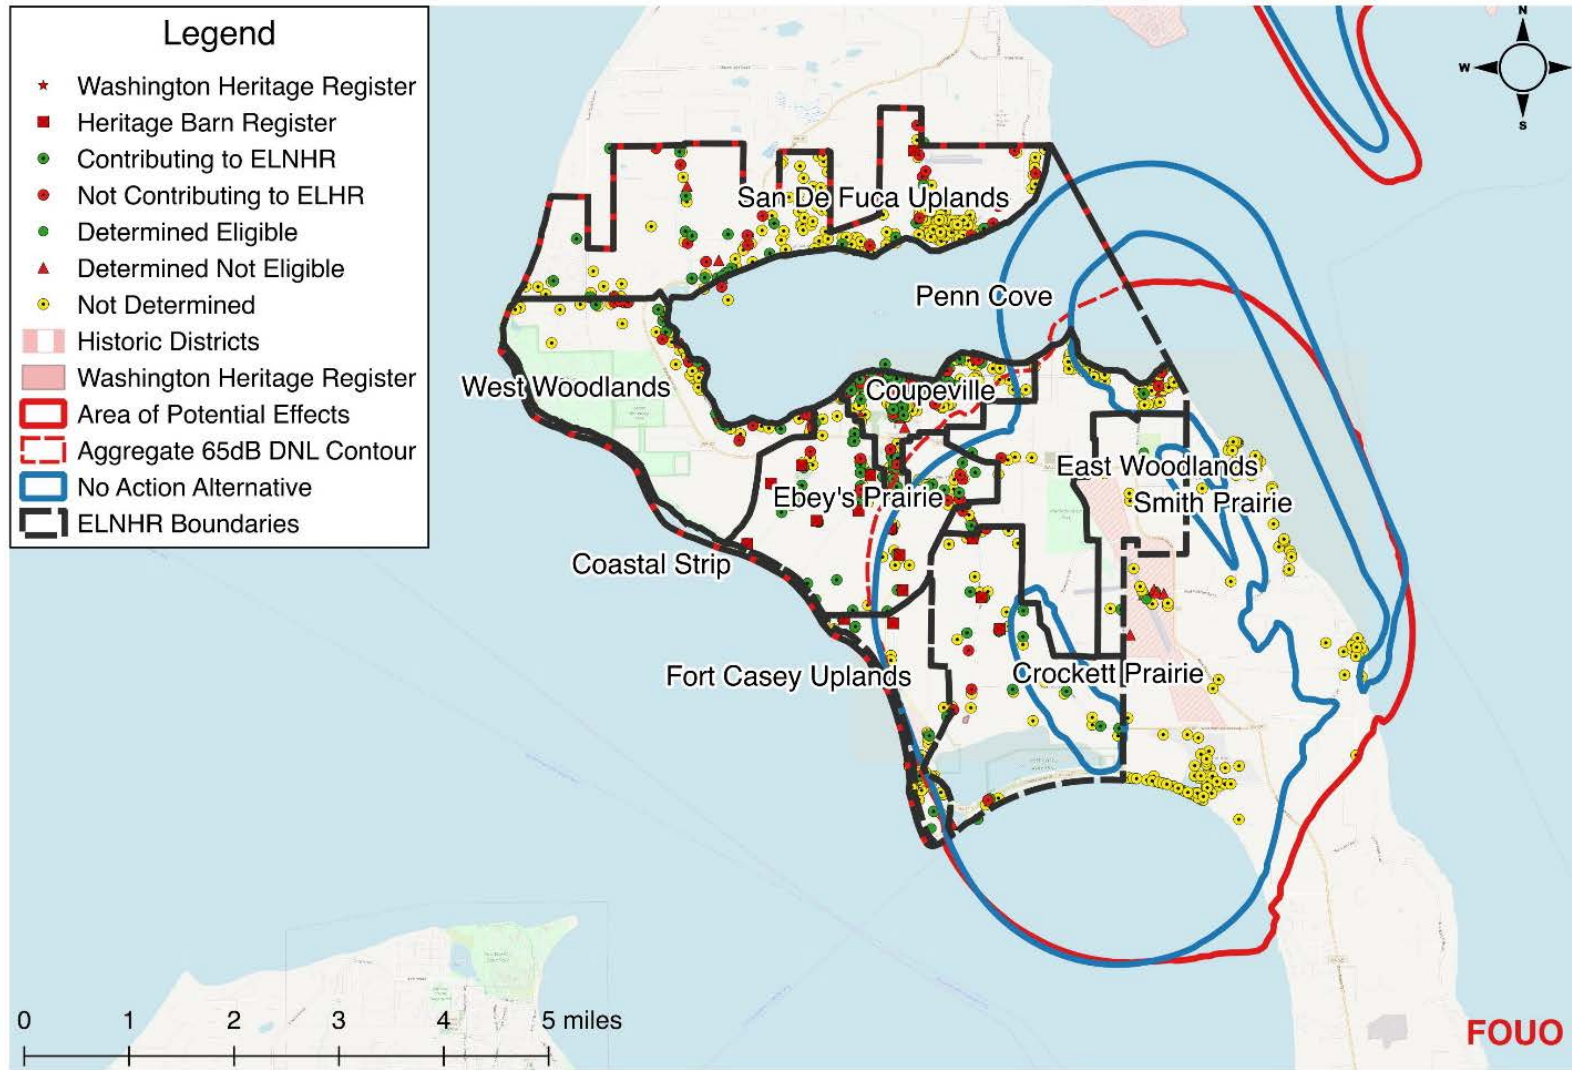 Legend
Washington Heritage Register
Heritage Barn Register
Contributing to ELNHR
Not Contributing to ELHR
Determined Eligible
Determined Not Eligible
Not Determined
Historic Districts
Washington Heritage Register
Area of Potential Effects
Aggregate 65dB DNL Contour
No Action Alternative
ELNHR Boundaries
N
W
S
San De Fuca Uplands
Penn Cove
West Woodlands
Coupeville
East Woodlands
Ebey's Prairie
Smith Prairie
Coastal Strip
Fort Casey Uplands
Crockett Prairie
0 1 2 3 4 5 miles
FOUO